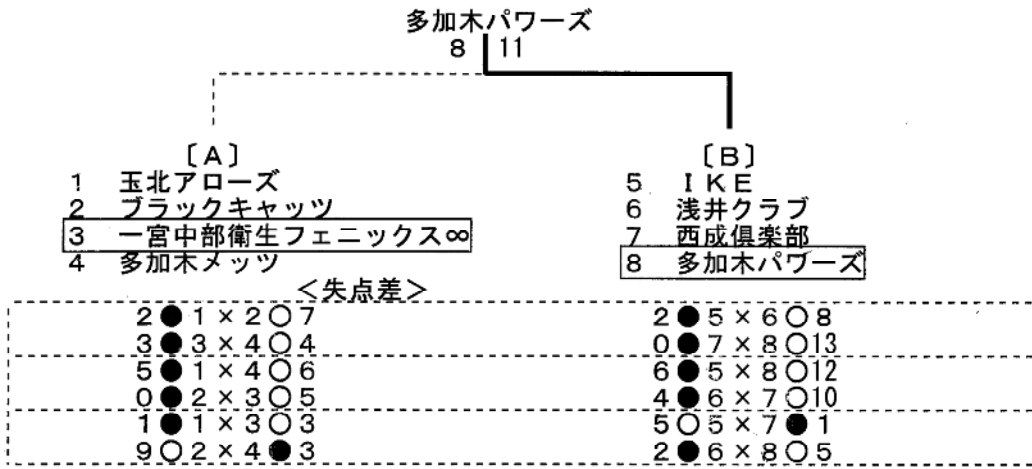 多加木パワーズ
8 11
〔A〕
1 玉北アローズ
2 ブラックキャッツ
3 一宮中部衛生フェニックス∞
4 多加木メッツ
〔B〕
5 IKE
6 浅井クラブ
7 西成倶楽部
8 多加木パワーズ
＜失点差＞
2●1×2○7
3●3×4○4
5●1×4○6
0●2×3○5
1●1×3○3
9○2×4●3
2●5×6○8
0●7×8○13
6●5×8○12
4●6×7○10
5○5×7●1
2●6×8○5